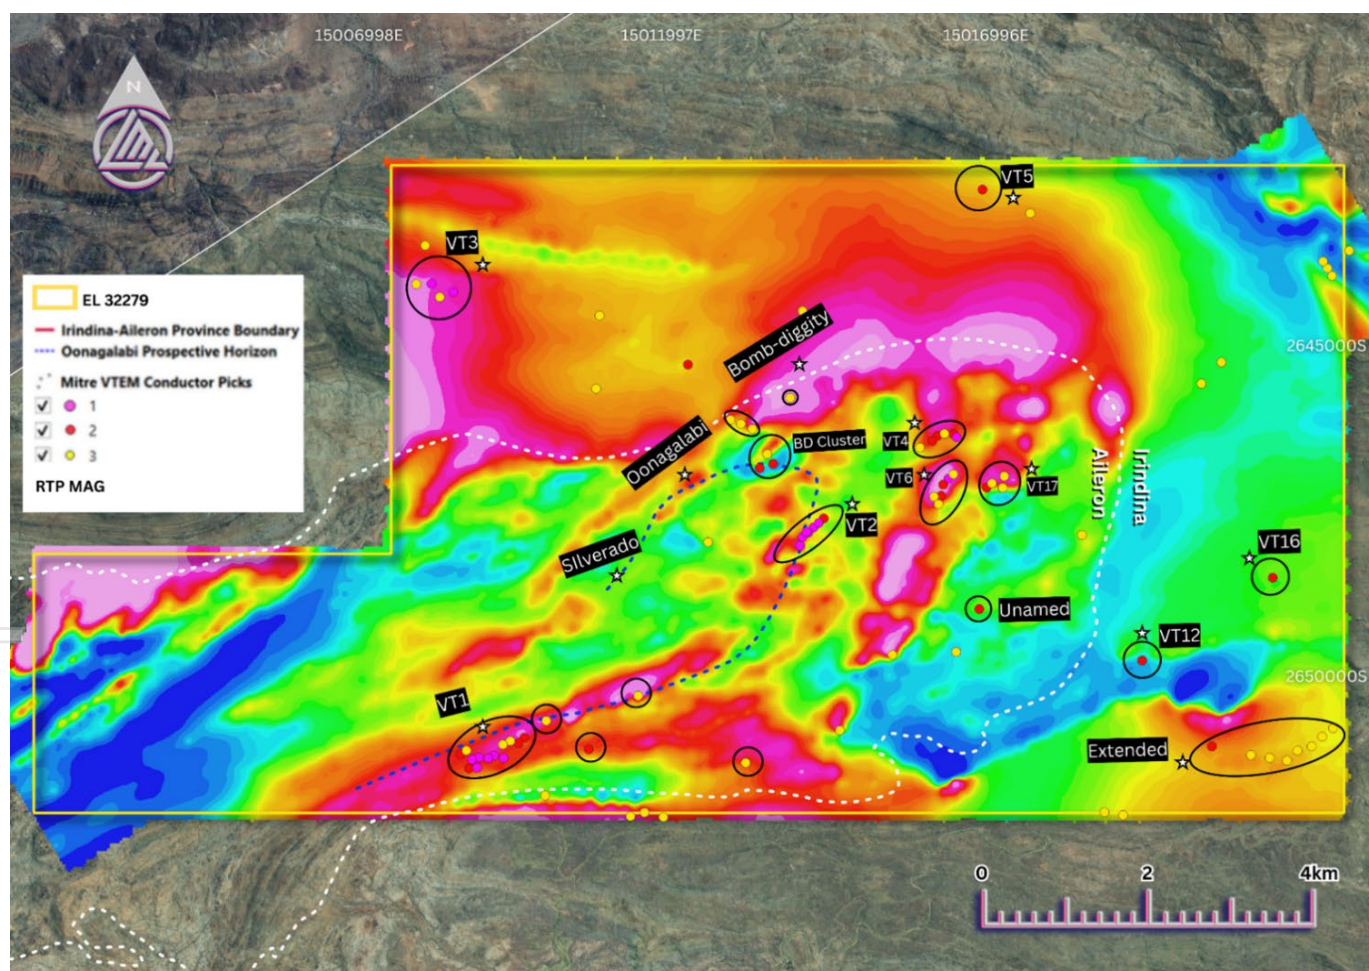 15006998E
15011997E
15016996E
N
LML
VT5
VT3
EL 32279
Irindina-Aileron Province Boundary
Oonagalabi Prospective Horizon
Mitre VTEM Conductor Picks
1
2
3
RTP MAG
Bomb-diggity
2645000S
Oonagalabi
BD Cluster
VT4
VT6
VT17
Aileron
Irindina
VT2
SIlverado
VT16
Unamed
VT12
2650000S
VT1
Extended
0
2
4km